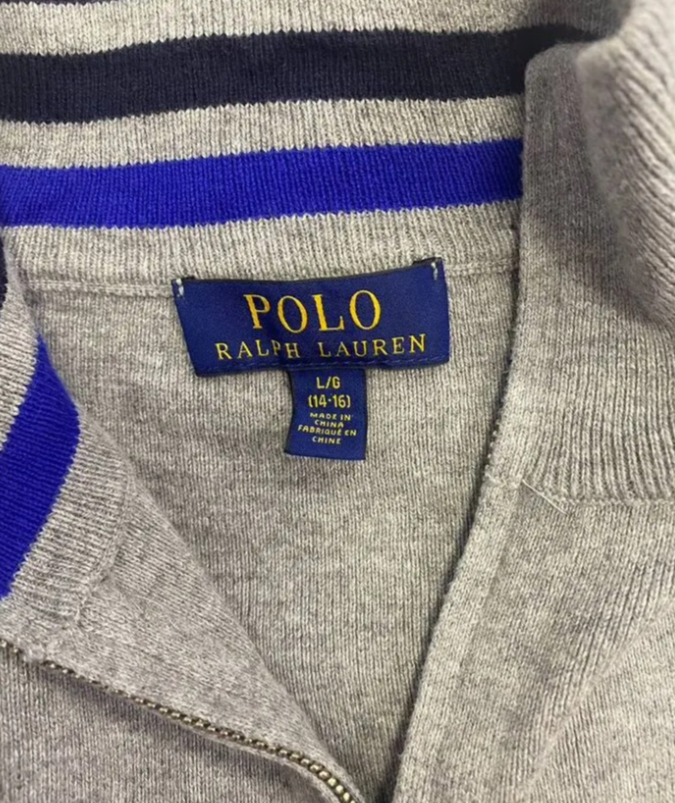 POLO
RALPH LAUREN
L/G
(14-16)
MADE IN
CHINA
FABRIQUÉ EN
CHINE